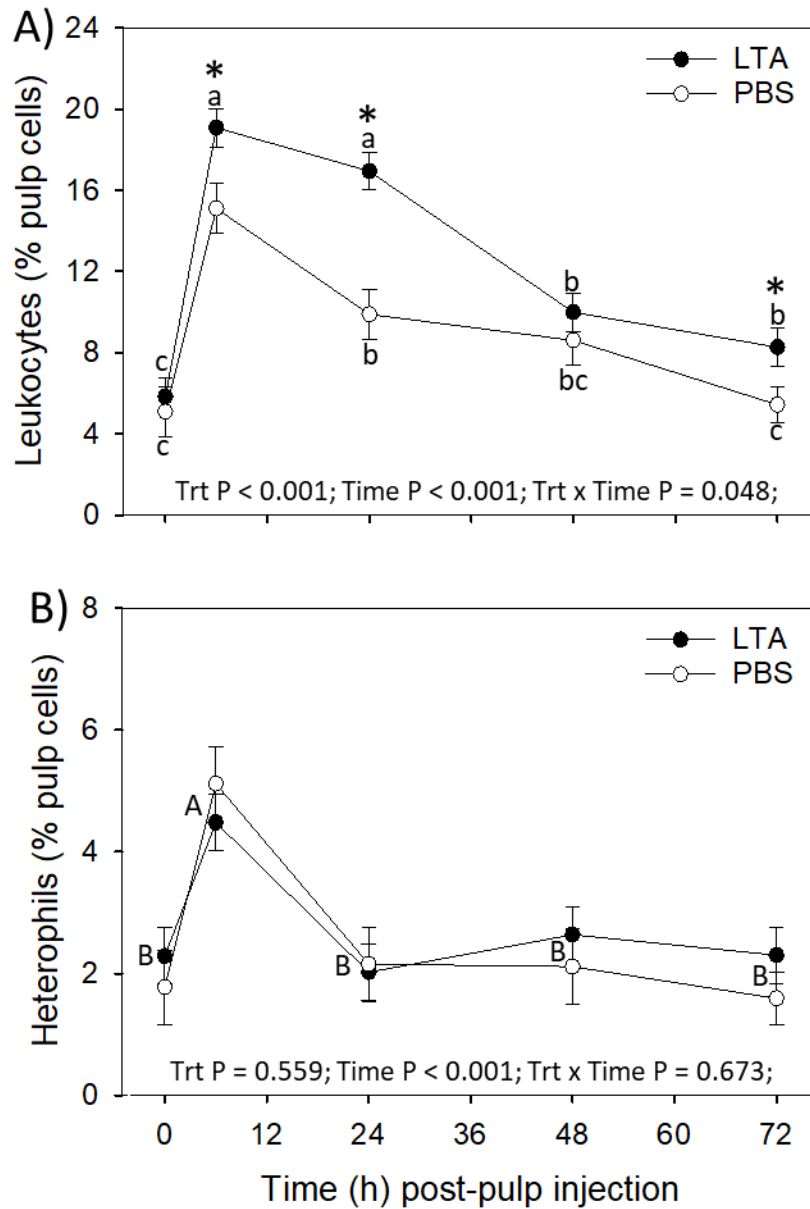 A)
Leukocytes (% pulp cells)
24
20
16
12
8
4
0
LTA
PBS
* * *
a a b b
c
c b bc c
Trt P < 0.001; Time P < 0.001; Trt x Time P = 0.048;
B)
Heterophils (% pulp cells)
8
6
4
2
0
LTA
PBS
B A B B B
Trt P = 0.559; Time P < 0.001; Trt x Time P = 0.673;
0 12 24 36 48 60 72
Time (h) post-pulp injection